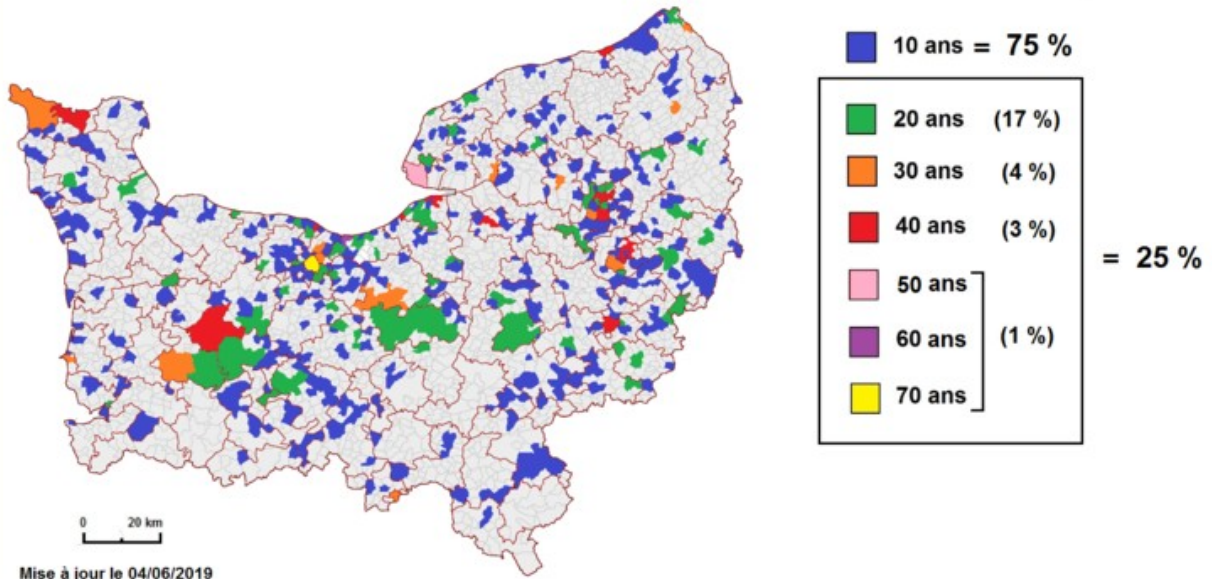 10 ans = 75 %
20 ans (17 %)
30 ans (4 %)
40 ans (3 %)
= 25 %
50 ans
60 ans (1 %)
70 ans
0 20 km
Mise à jour le 04/06/2019